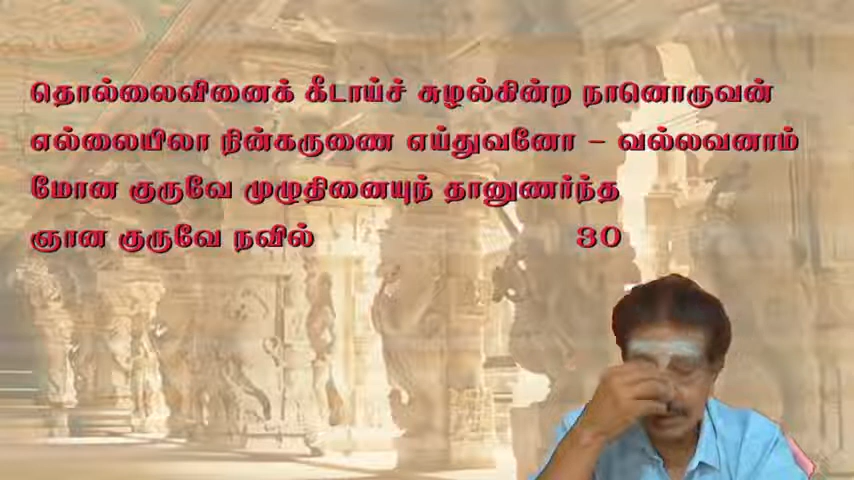 தொல்லைவினைக் கீடாய்ச் சுழல்கின்ற நானொருவன்
எல்லையிலா நின்கருணை எய்துவனோ – வல்லவனாம்
மோன குருவே முழுதினையுந் தானுணர்ந்த
ஞான குருவே நவில் 30